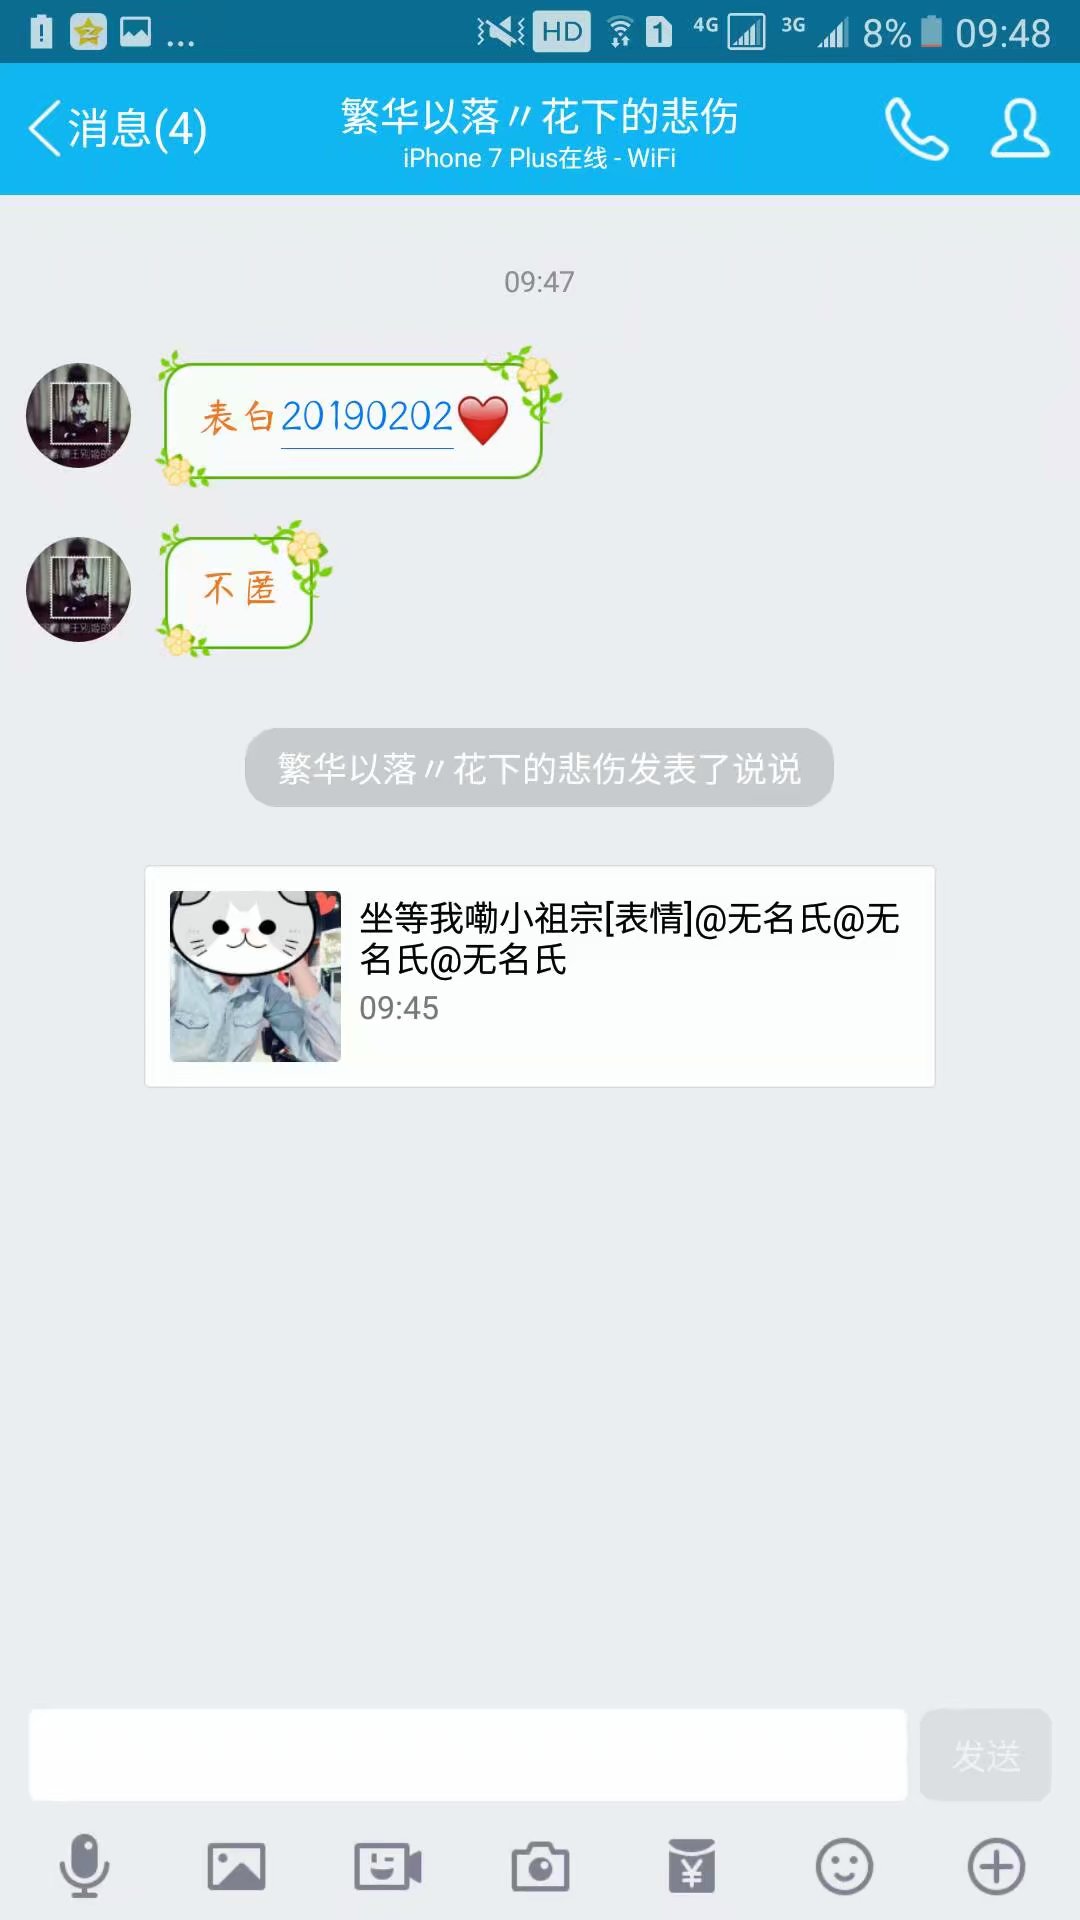 HD 1 4G 3G 8% 09:48
消息(4)
繁华以落〃花下的悲伤
iPhone 7 Plus在线 - WiFi
09:47
表白20190202❤
不匿
繁华以落〃花下的悲伤发表了说说
坐等我嘞小祖宗[表情]@无名氏@无
名氏@无名氏
09:45
发送